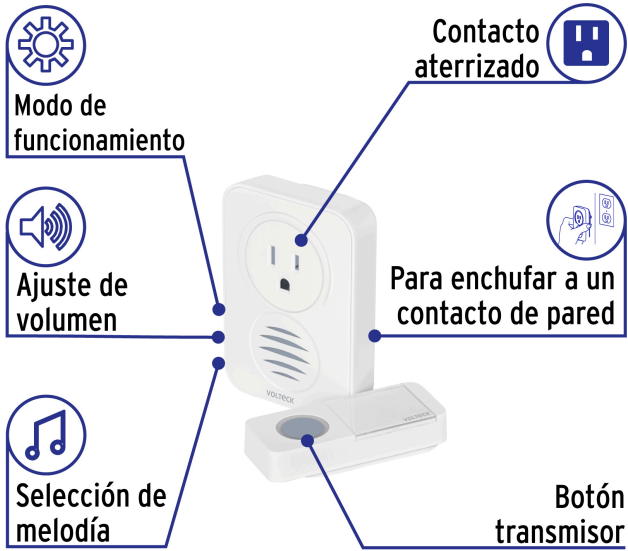 Modo de
funcionamiento
Contacto
aterrizado
Ajuste de
volumen
Para enchufar a un
contacto de pared
VOLTECK
VOLTECK
Selección de
melodía
Botón
transmisor